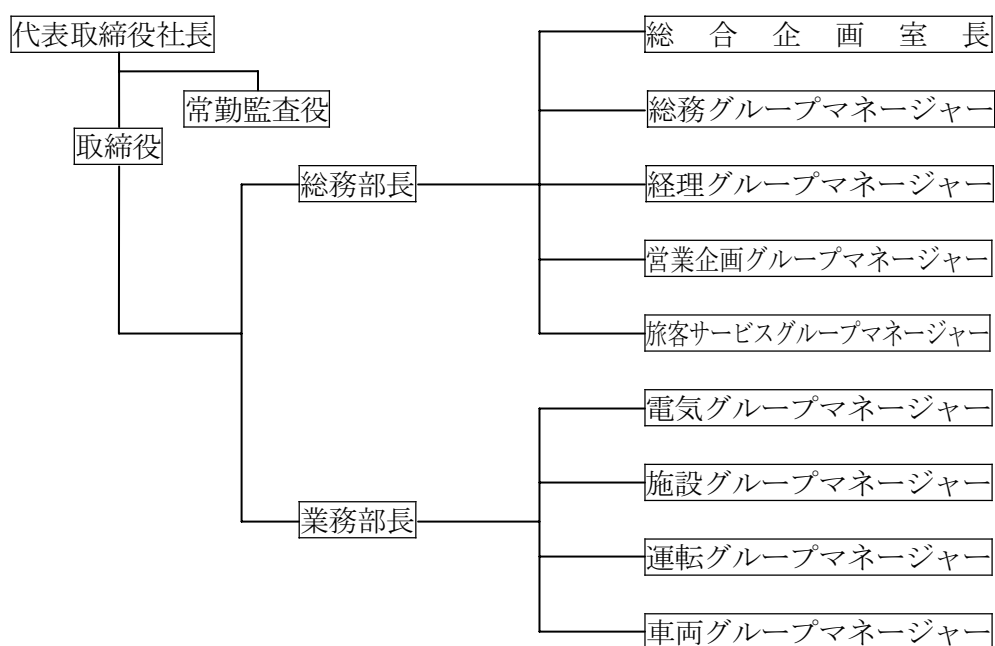 代表取締役社長
常勤監査役
取締役
総務部長
総合企画室長
総務グループマネージャー
経理グループマネージャー
営業企画グループマネージャー
旅客サービスグループマネージャー
業務部長
電気グループマネージャー
施設グループマネージャー
運転グループマネージャー
車両グループマネージャー